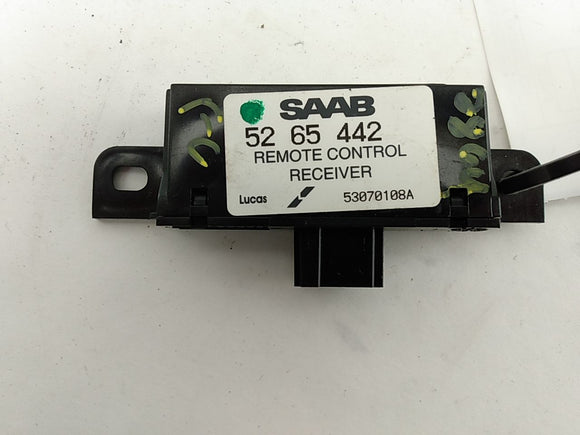 SAAB
52 65 442
REMOTE CONTROL
RECEIVER
Lucas 53070108A